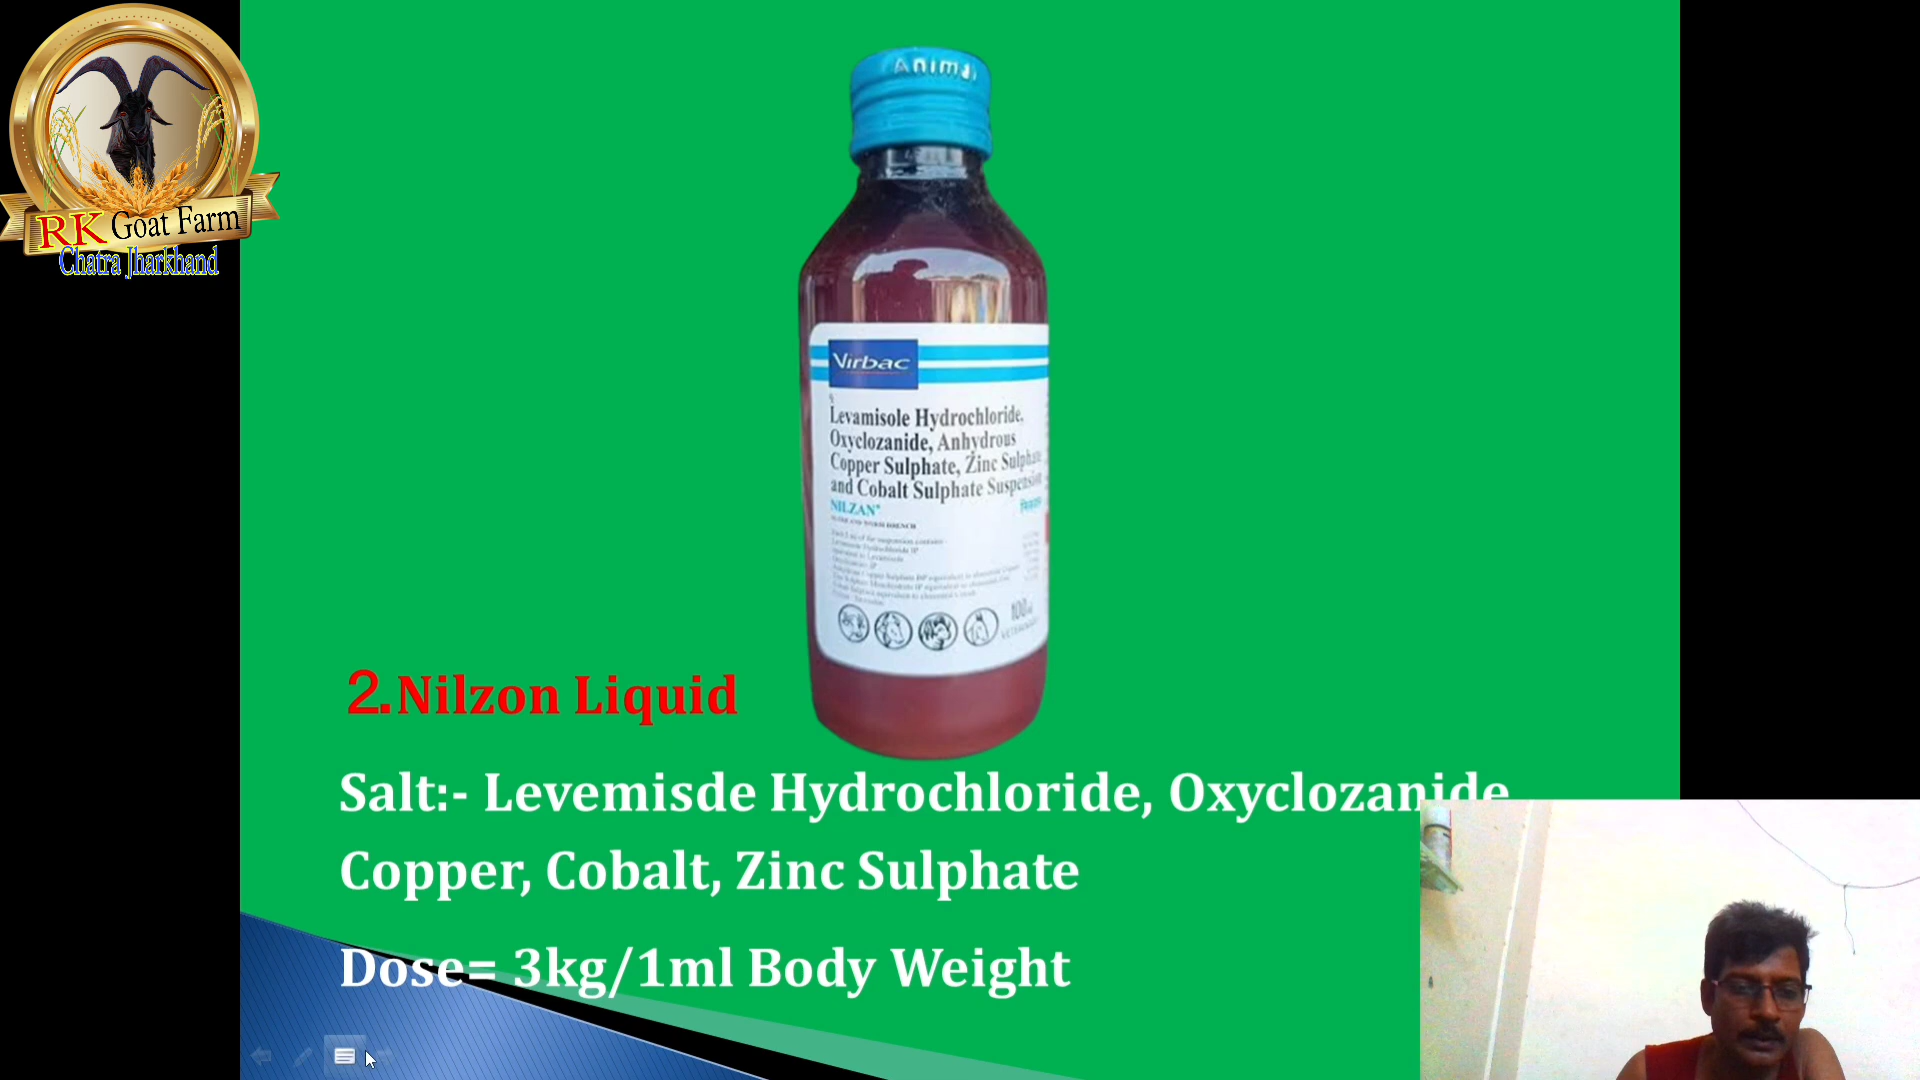 RK Goat Farm
Chatra Jharkhand
Animal
Virbac
Levamisole Hydrochloride,
Oxyclozanide, Anhydrous
Copper Sulphate, Zinc Sulphate
and Cobalt Sulphate Suspension
NILZAN
100
2.Nilzon Liquid
Salt:- Levemisde Hydrochloride, Oxyclozanide
Copper, Cobalt, Zinc Sulphate
Dose= 3kg/1ml Body Weight